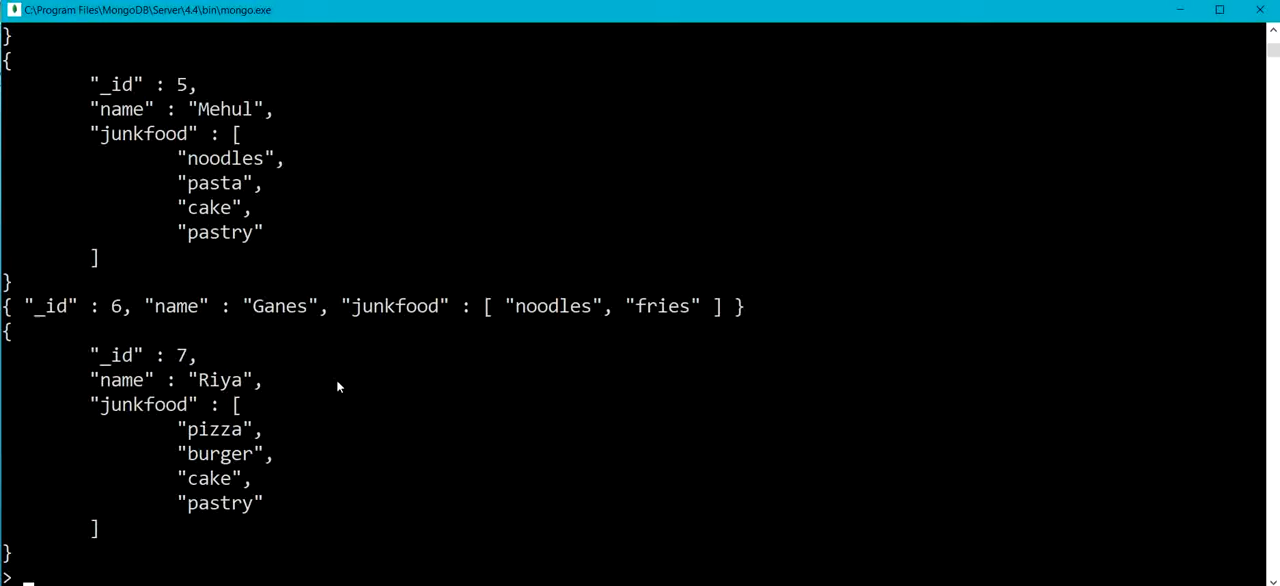 C:\Program Files\MongoDB\Server\4.4\bin\mongo.exe
}
{
"_id" : 5,
"name" : "Mehul",
"junkfood" : [
"noodles",
"pasta",
"cake",
"pastry"
]
}
{ "_id" : 6, "name" : "Ganes", "junkfood" : [ "noodles", "fries" ] }
{
"_id" : 7,
"name" : "Riya",
"junkfood" : [
"pizza",
"burger",
"cake",
"pastry"
]
}
>